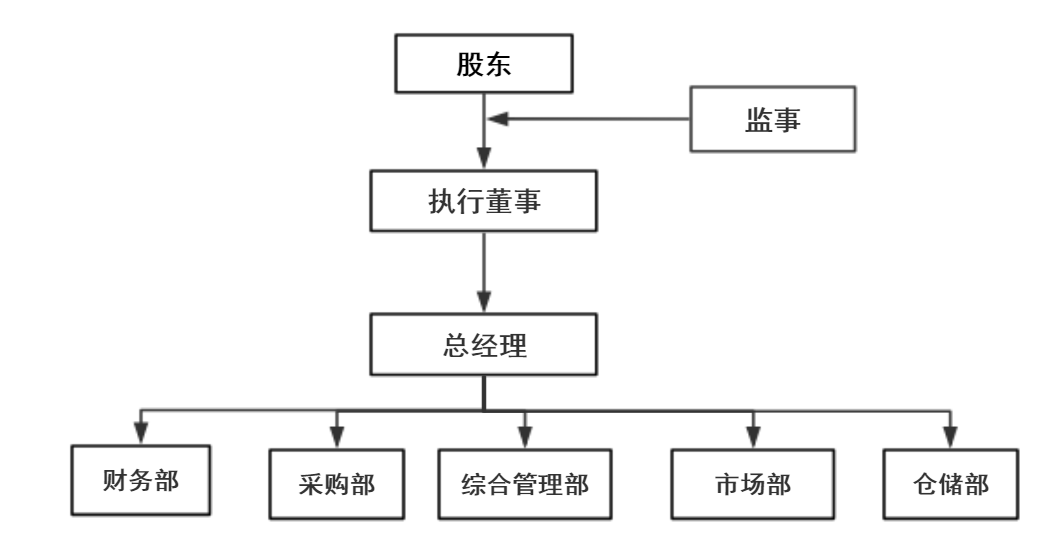 股东
监事
执行董事
总经理
财务部
采购部
综合管理部
市场部
仓储部